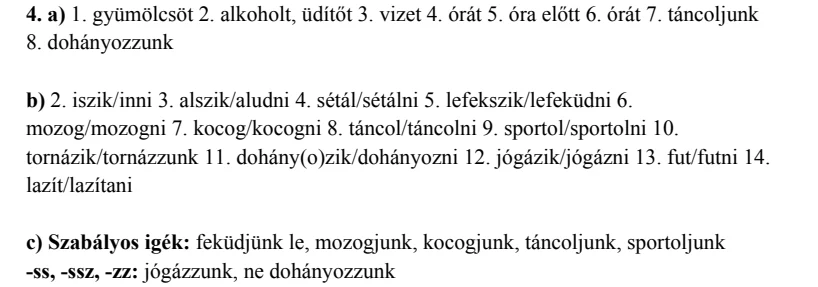 4. a) 1. gyümölcsöt 2. alkoholt, üdítőt 3. vizet 4. órát 5. óra előtt 6. órát 7. táncoljunk
8. dohányozzunk
b) 2. iszik/inni 3. alszik/aludni 4. sétál/sétálni 5. lefekszik/lefeküdni 6.
mozog/mozogni 7. kocog/kocogni 8. táncol/táncolni 9. sportol/sportolni 10.
tornázik/tornázzunk 11. dohány(o)zik/dohányozni 12. jógázik/jógázni 13. fut/futni 14.
lazít/lazítani
c) Szabályos igék: feküdjünk le, mozogjunk, kocogjunk, táncoljunk, sportoljunk
-ss, -ssz, -zz: jógázzunk, ne dohányozzunk